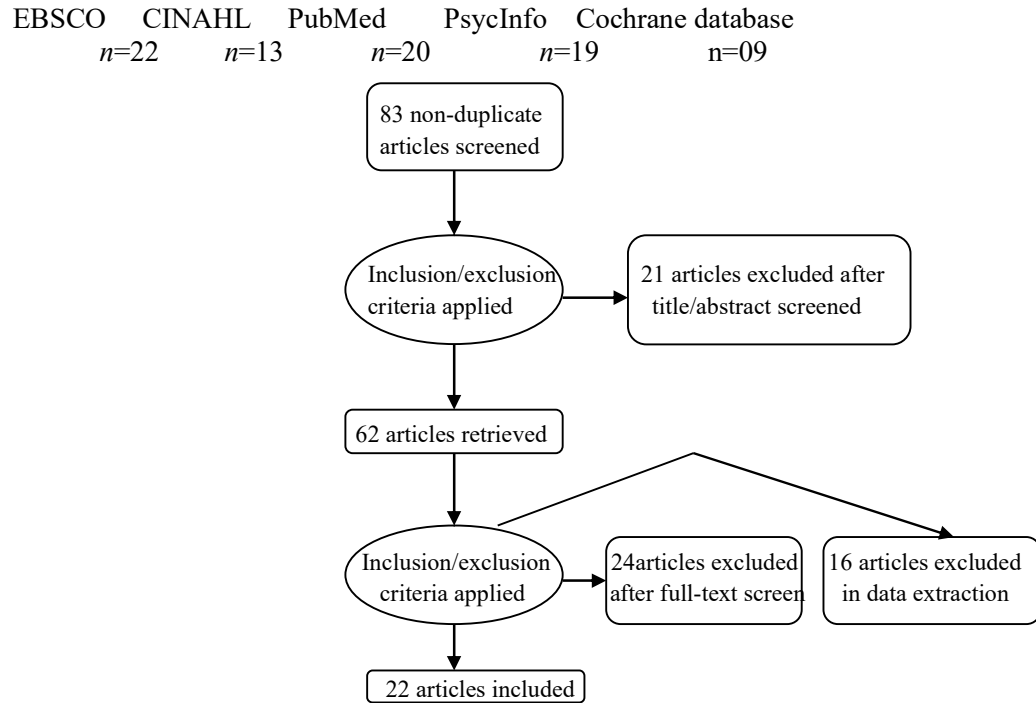 EBSCO CINAHL PubMed PsycInfo Cochrane database
n=22 n=13 n=20 n=19 n=09
83 non-duplicate
articles screened
Inclusion/exclusion
criteria applied
21 articles excluded after
title/abstract screened
62 articles retrieved
Inclusion/exclusion
criteria applied
24articles excluded
after full-text screen
16 articles excluded
in data extraction
22 articles included